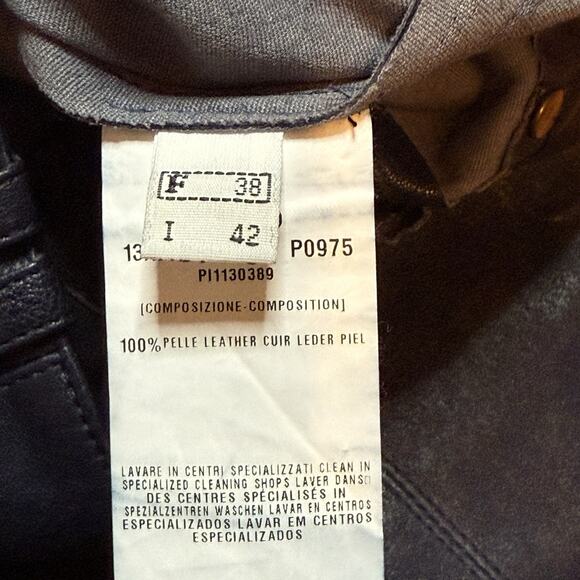 F 38
I 42
P0975
PI1130389
[COMPOSIZIONE-COMPOSITION]
100% PELLE LEATHER CUIR LEDER PIEL
LAVARE IN CENTRI SPECIALIZZATI CLEAN IN
SPECIALIZED CLEANING SHOPS LAVER DANS
DES CENTRES SPÉCIALISÉS IN
SPEZIALZENTREN WASCHEN LAVAR EN CENTROS
ESPECIALIZADOS LAVAR EM CENTROS
ESPECIALIZADOS